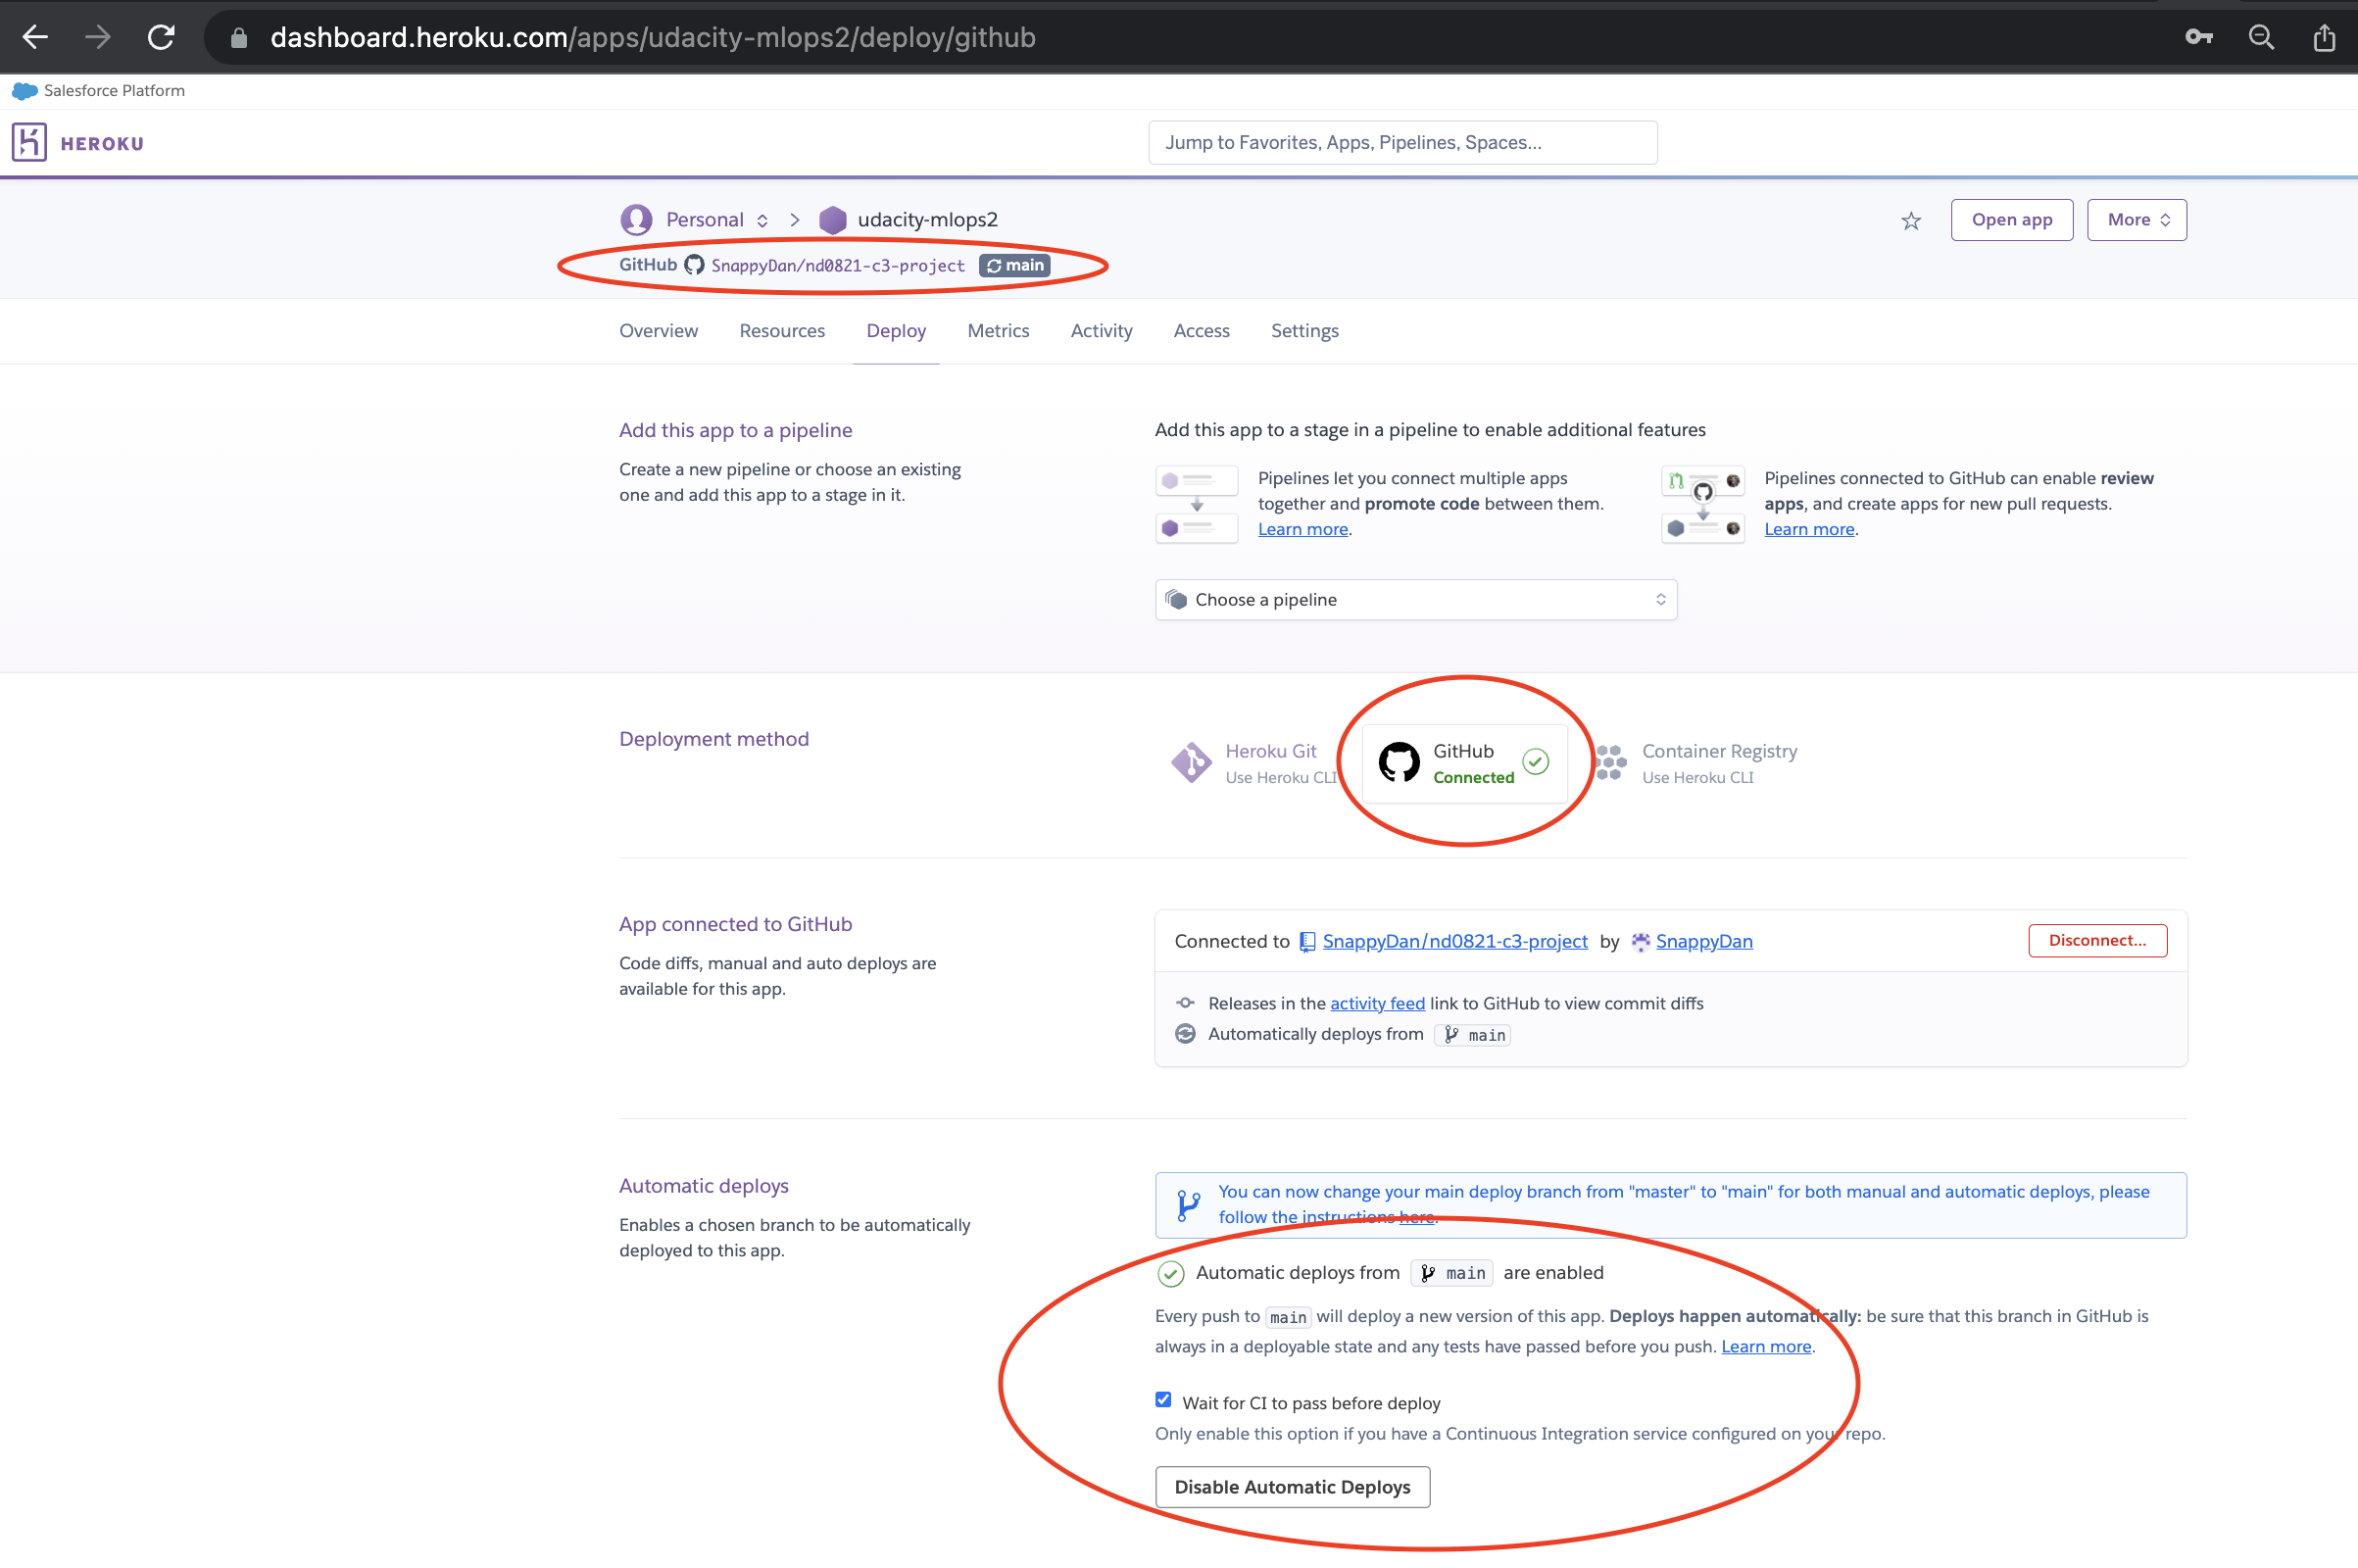 dashboard.heroku.com/apps/udacity-mlops2/deploy/github
Salesforce Platform
HEROKU
Jump to Favorites, Apps, Pipelines, Spaces...
Personal > udacity-mlops2
Open app
More
GitHub SnappyDan/nd0821-c3-project main
Overview Resources Deploy Metrics Activity Access Settings
Add this app to a pipeline
Create a new pipeline or choose an existing
one and add this app to a stage in it.
Add this app to a stage in a pipeline to enable additional features
Pipelines let you connect multiple apps
together and promote code between them.
Learn more.
Pipelines connected to GitHub can enable review
apps, and create apps for new pull requests.
Learn more.
Choose a pipeline
Deployment method
Heroku Git
Use Heroku CLI
GitHub
Connected
Container Registry
Use Heroku CLI
App connected to GitHub
Code diffs, manual and auto deploys are
available for this app.
Connected to SnappyDan/nd0821-c3-project by SnappyDan
Disconnect...
Releases in the activity feed link to GitHub to view commit diffs
Automatically deploys from main
Automatic deploys
Enables a chosen branch to be automatically
deployed to this app.
You can now change your main deploy branch from "master" to "main" for both manual and automatic deploys, please
follow the instructions here.
Automatic deploys from main are enabled
Every push to main will deploy a new version of this app. Deploys happen automatically: be sure that this branch in GitHub is
always in a deployable state and any tests have passed before you push. Learn more.
Wait for CI to pass before deploy
Only enable this option if you have a Continuous Integration service configured on your repo.
Disable Automatic Deploys